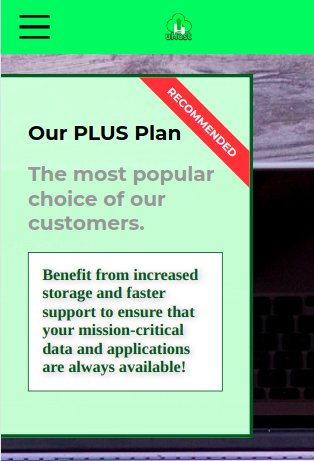 uHost
RECOMMENDED
Our PLUS Plan
The most popular
choice of our
customers.
Benefit from increased
storage and faster
support to ensure that
your mission-critical
data and applications
are always available!